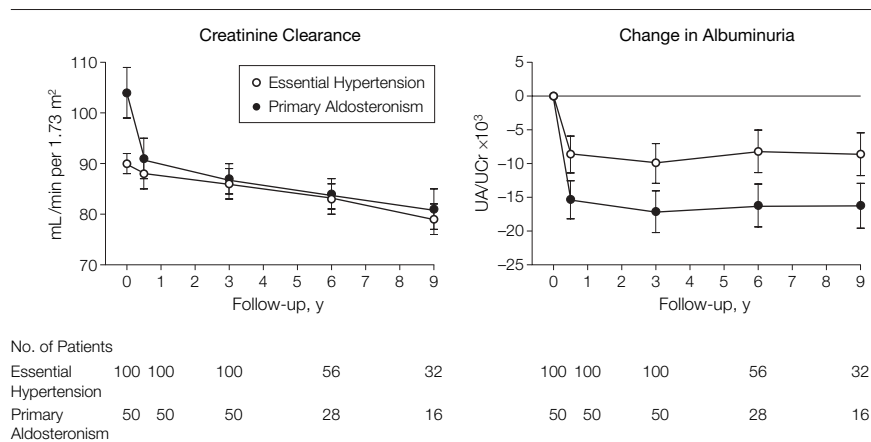 Creatinine Clearance
Change in Albuminuria
110
100
90
80
70
mL/min per 1.73 m²
Essential Hypertension
Primary Aldosteronism
0 1 2 3 4 5 6 7 8 9
Follow-up, y
5
0
−5
−10
−15
−20
−25
UA/UCr ×10³
0 1 2 3 4 5 6 7 8 9
Follow-up, y
No. of Patients
Essential 100 100 100 56 32 100 100 100 56 32
Hypertension
Primary 50 50 50 28 16 50 50 50 28 16
Aldosteronism